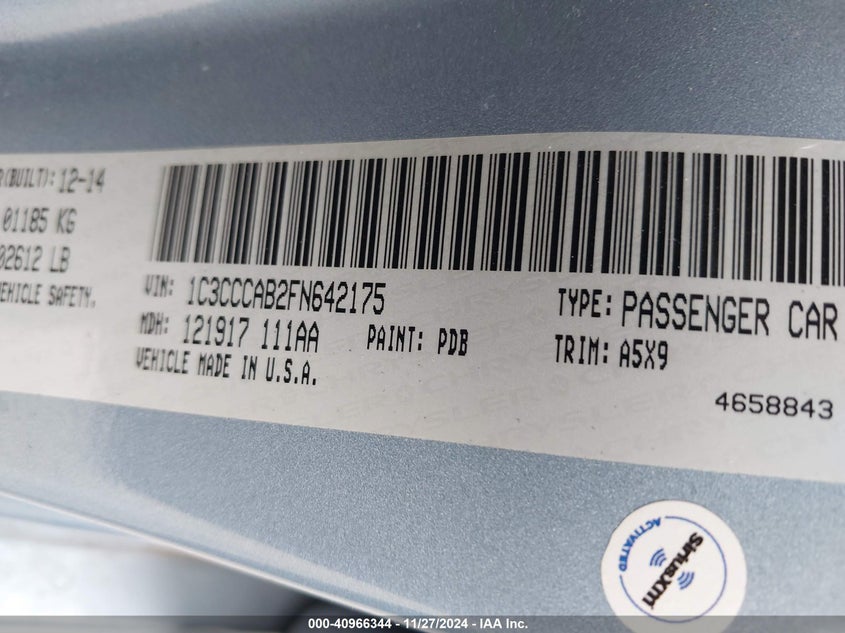 R(BUILT): 12-14
01185 KG
02612 LB
VEHICLE SAFETY.
VIN: 1C3CCCAB2FN642175
TYPE: PASSENGER CAR
MDH: 121917 111AA
PAINT: PDB
TRIM: A5X9
VEHICLE MADE IN U.S.A.
4658843
ACTIVATED
siriusxm
000-40966344 - 11/27/2024 - IAA Inc.